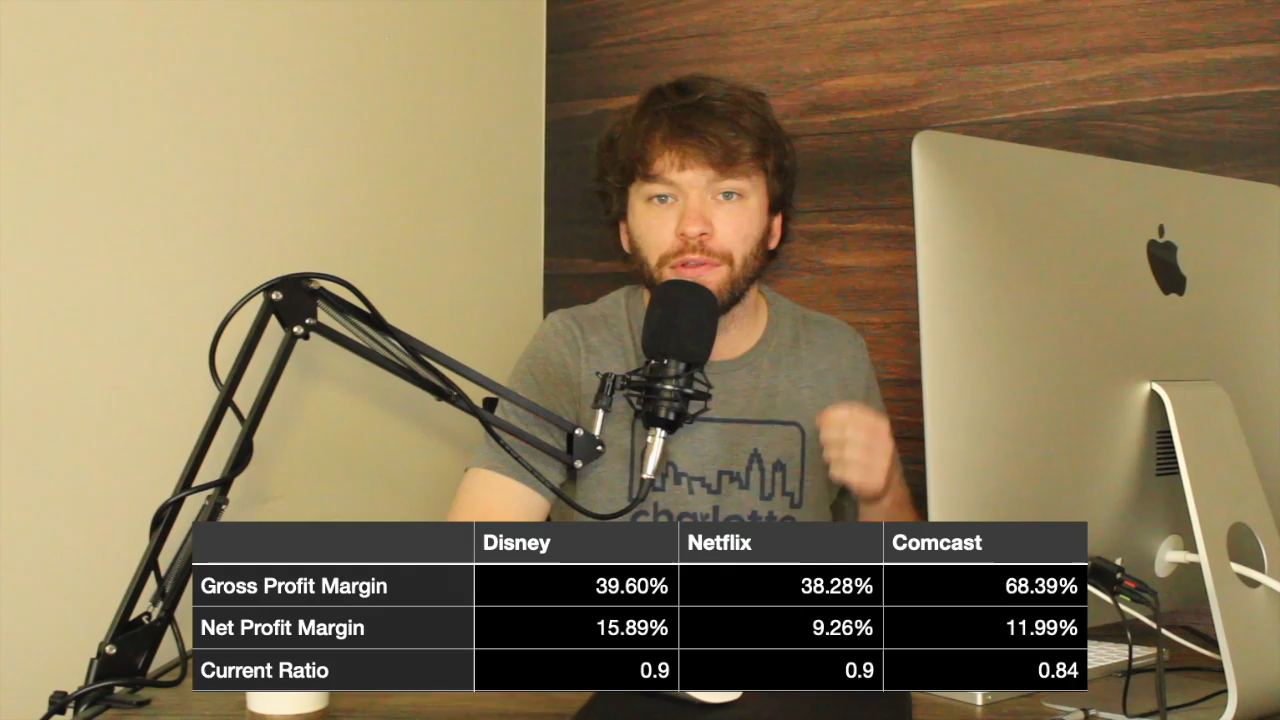 charlotte
Disney Netflix Comcast
Gross Profit Margin 39.60% 38.28% 68.39%
Net Profit Margin 15.89% 9.26% 11.99%
Current Ratio 0.9 0.9 0.84